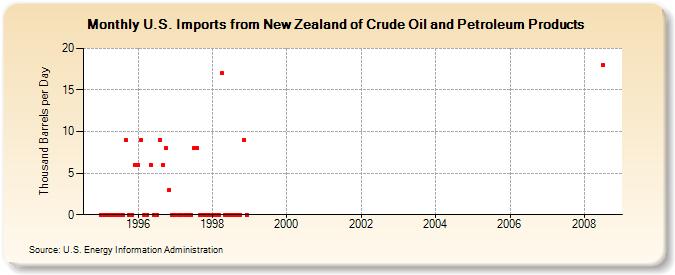 Monthly U.S. Imports from New Zealand of Crude Oil and Petroleum Products
Thousand Barrels per Day
20
15
10
5
0
1996 1998 2000 2002 2004 2006 2008
Source: U.S. Energy Information Administration